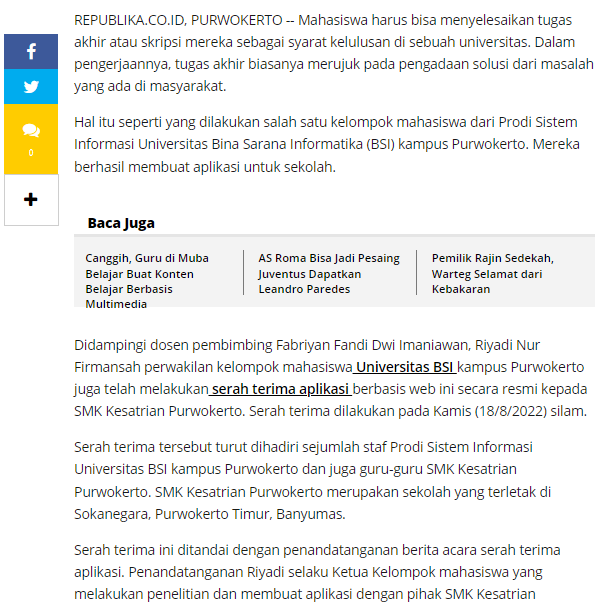 REPUBLIKA.CO.ID, PURWOKERTO -- Mahasiswa harus bisa menyelesaikan tugas
akhir atau skripsi mereka sebagai syarat kelulusan di sebuah universitas. Dalam
pengerjaannya, tugas akhir biasanya merujuk pada pengadaan solusi dari masalah
yang ada di masyarakat.
Hal itu seperti yang dilakukan salah satu kelompok mahasiswa dari Prodi Sistem
Informasi Universitas Bina Sarana Informatika (BSI) kampus Purwokerto. Mereka
berhasil membuat aplikasi untuk sekolah.
0
Baca Juga
Canggih, Guru di Muba
Belajar Buat Konten
Belajar Berbasis
Multimedia
AS Roma Bisa Jadi Pesaing
Juventus Dapatkan
Leandro Paredes
Pemilik Rajin Sedekah,
Warteg Selamat dari
Kebakaran
Didampingi dosen pembimbing Fabriyan Fandi Dwi Imaniawan, Riyadi Nur
Firmansah perwakilan kelompok mahasiswa Universitas BSI kampus Purwokerto
juga telah melakukan serah terima aplikasi berbasis web ini secara resmi kepada
SMK Kesatrian Purwokerto. Serah terima dilakukan pada Kamis (18/8/2022) silam.
Serah terima tersebut turut dihadiri sejumlah staf Prodi Sistem Informasi
Universitas BSI kampus Purwokerto dan juga guru-guru SMK Kesatrian
Purwokerto. SMK Kesatrian Purwokerto merupakan sekolah yang terletak di
Sokanegara, Purwokerto Timur, Banyumas.
Serah terima ini ditandai dengan penandatanganan berita acara serah terima
aplikasi. Penandatanganan Riyadi selaku Ketua Kelompok mahasiswa yang
melakukan penelitian dan membuat aplikasi dengan pihak SMK Kesatrian